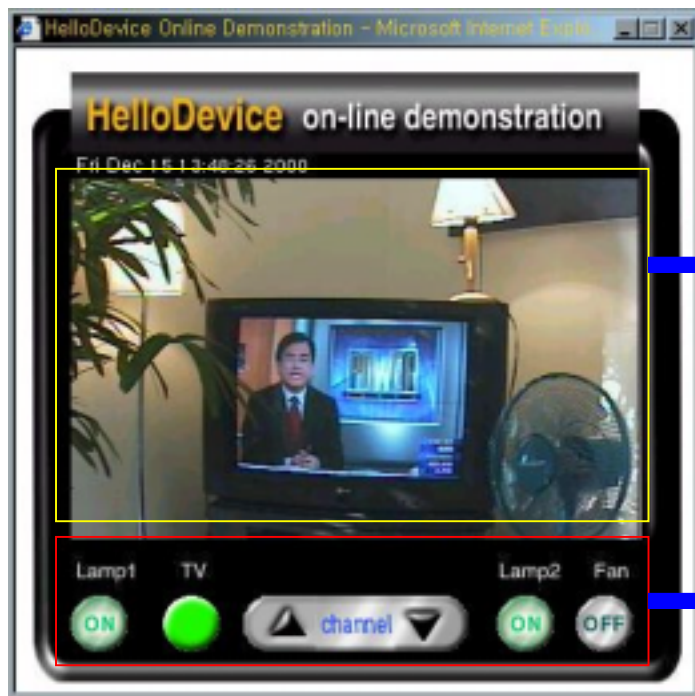 HelloDevice Online Demonstration - Microsoft Internet Explo
HelloDevice on-line demonstration
Fri Dec 15 13:48:26 2000
Lamp1 TV Lamp2 Fan
ON channel ON OFF